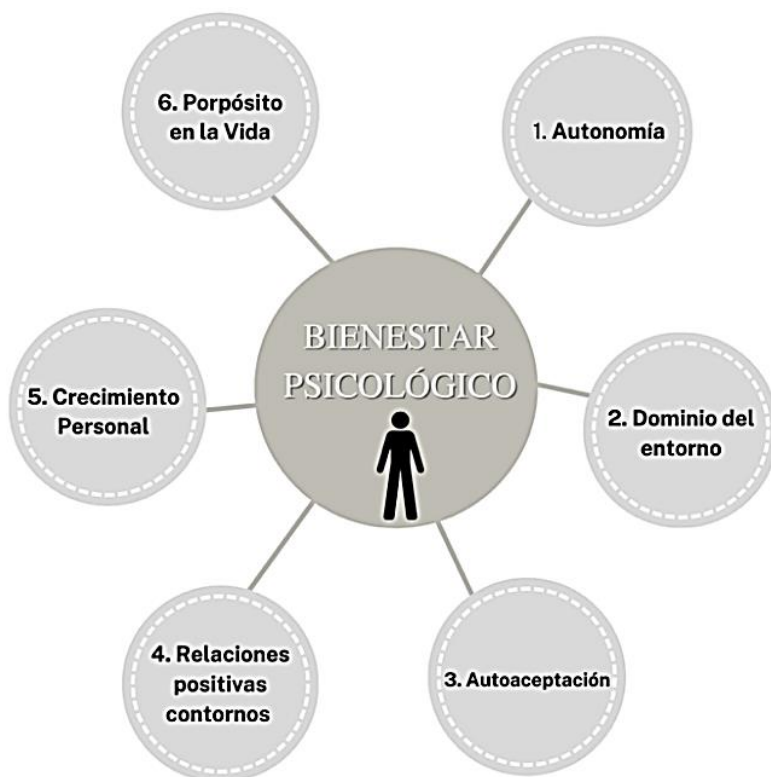 BIENESTAR
PSICOLÓGICO
1. Autonomía
2. Dominio del
entorno
3. Autoaceptación
4. Relaciones
positivas
contornos
5. Crecimiento
Personal
6. Porpósito
en la Vida